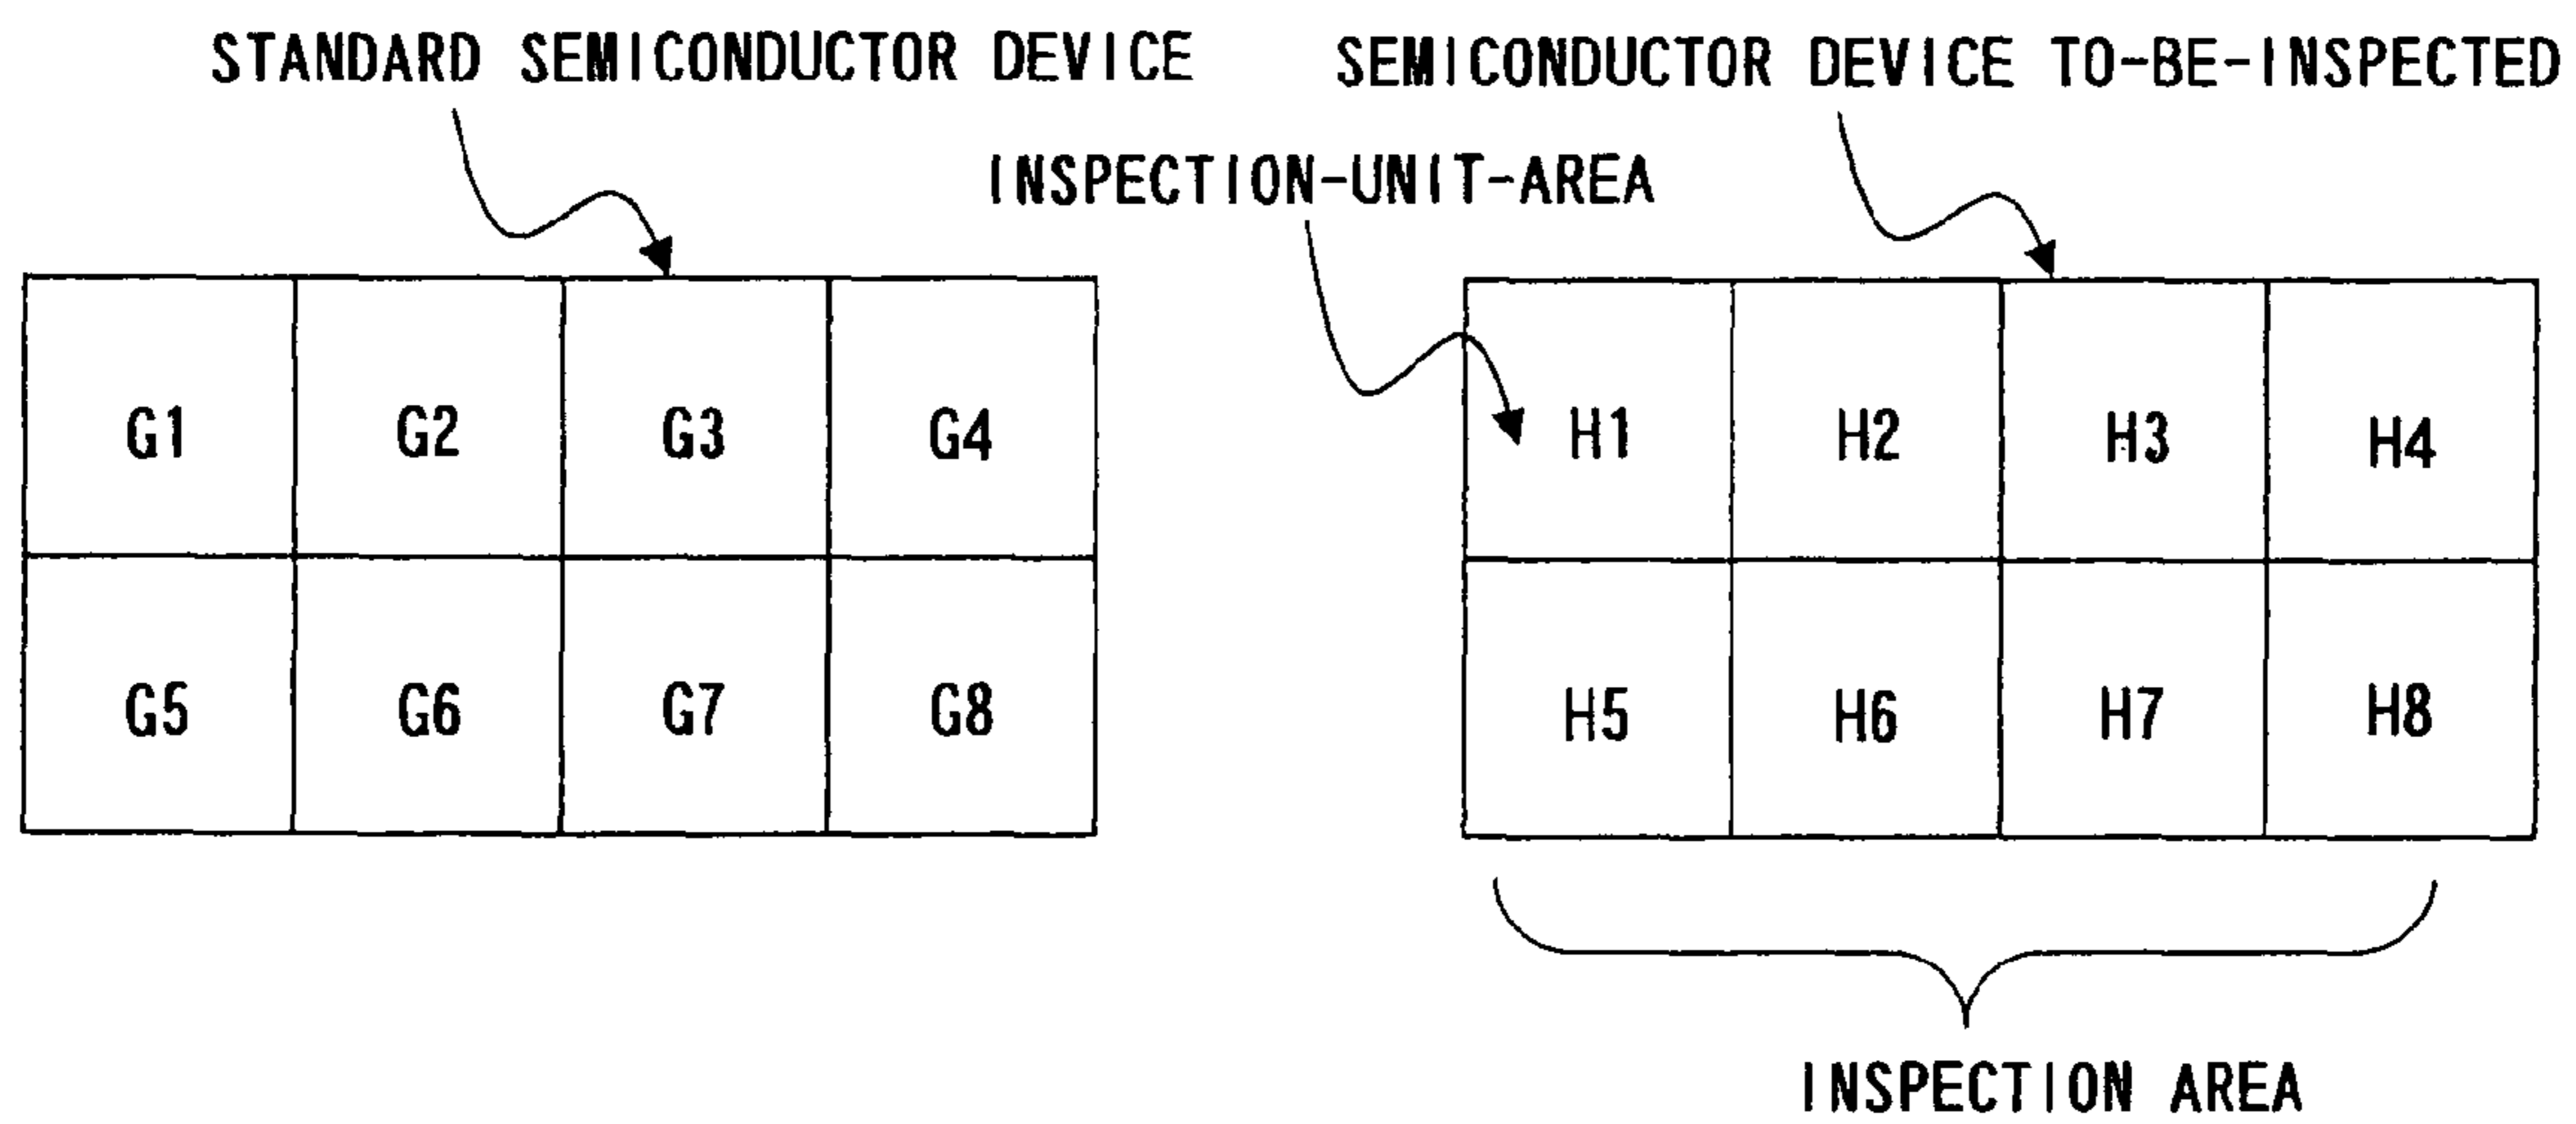 STANDARD SEMICONDUCTOR DEVICE
SEMICONDUCTOR DEVICE TO-BE-INSPECTED
INSPECTION-UNIT-AREA
G1 G2 G3 G4
G5 G6 G7 G8
H1 H2 H3 H4
H5 H6 H7 H8
INSPECTION AREA